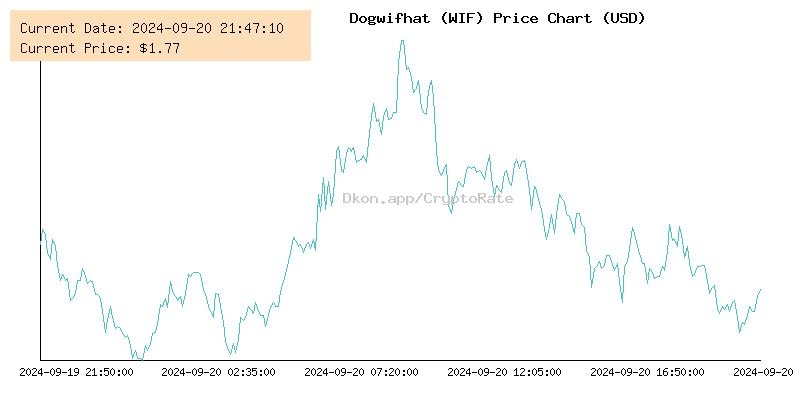 Dogwifhat (WIF) Price Chart (USD)
Current Date: 2024-09-20 21:47:10
Current Price: $1.77
Dkon.app/CryptoRate
2024-09-19 21:50:00 2024-09-20 02:35:00 2024-09-20 07:20:00 2024-09-20 12:05:00 2024-09-20 16:50:00 2024-09-20